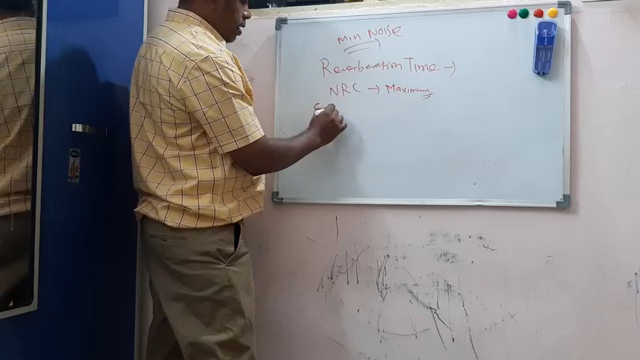 Min Noise
Reverberation Time →
NRC → Maximum